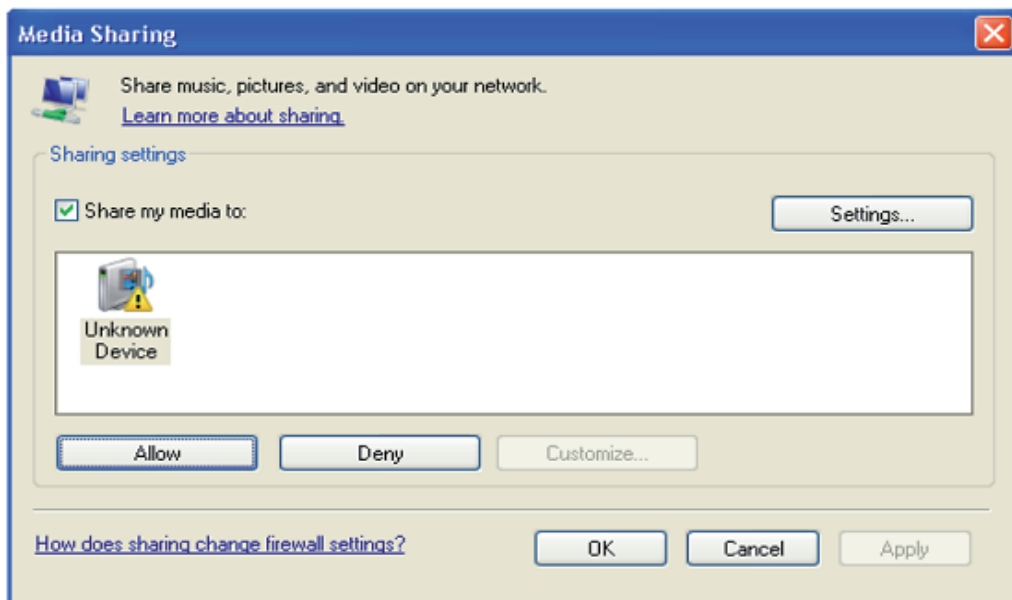 Media Sharing
Share music, pictures, and video on your network.
Learn more about sharing.
Sharing settings
Share my media to:
Settings...
Unknown
Device
Allow
Deny
Customize...
How does sharing change firewall settings?
OK
Cancel
Apply